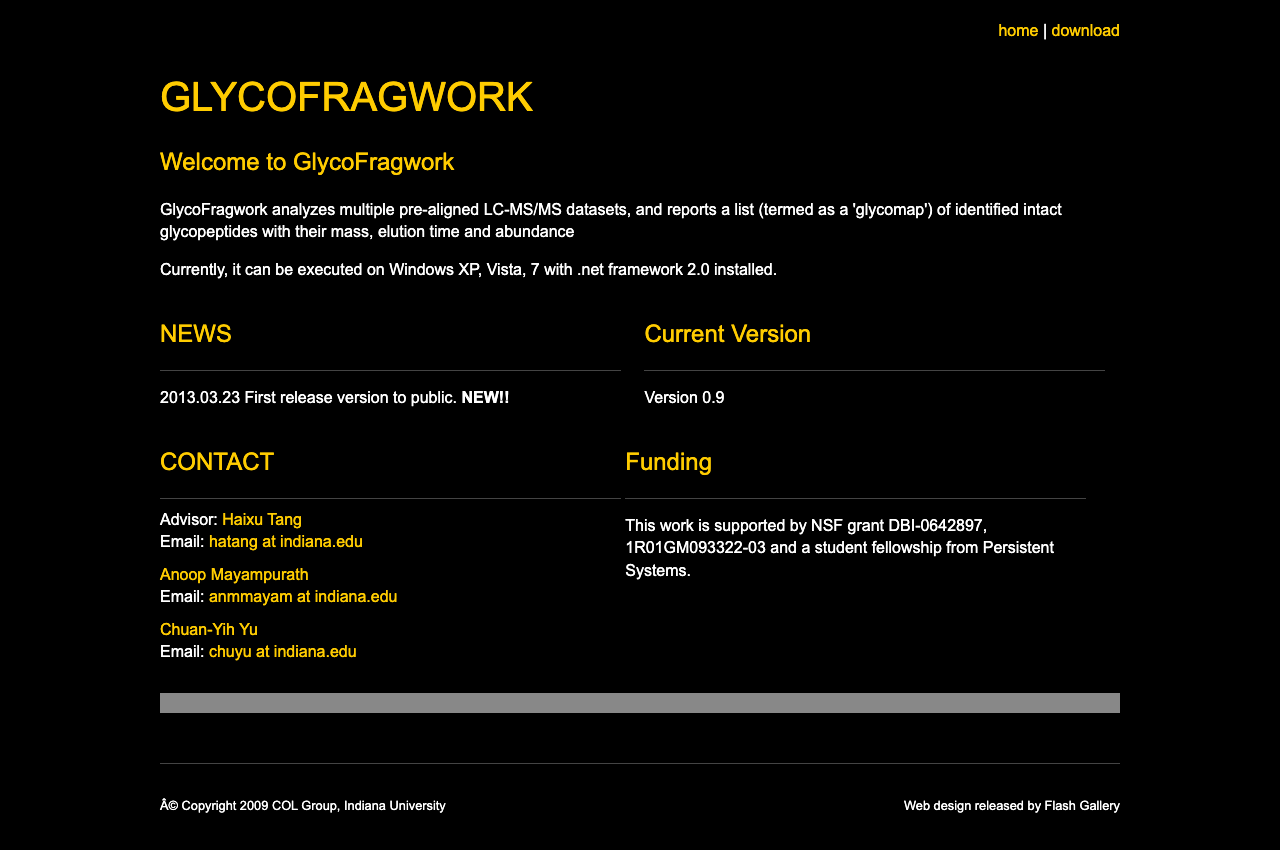 home | download
GLYCOFRAGWORK
Welcome to GlycoFragwork
GlycoFragwork analyzes multiple pre-aligned LC-MS/MS datasets, and reports a list (termed as a 'glycomap') of identified intact
glycopeptides with their mass, elution time and abundance
Currently, it can be executed on Windows XP, Vista, 7 with .net framework 2.0 installed.
NEWS
2013.03.23 First release version to public. NEW!!
Current Version
Version 0.9
CONTACT
Advisor: Haixu Tang
Email: hatang at indiana.edu
Anoop Mayampurath
Email: anmmayam at indiana.edu
Chuan-Yih Yu
Email: chuyu at indiana.edu
Funding
This work is supported by NSF grant DBI-0642897,
1R01GM093322-03 and a student fellowship from Persistent
Systems.
Â© Copyright 2009 COL Group, Indiana University
Web design released by Flash Gallery